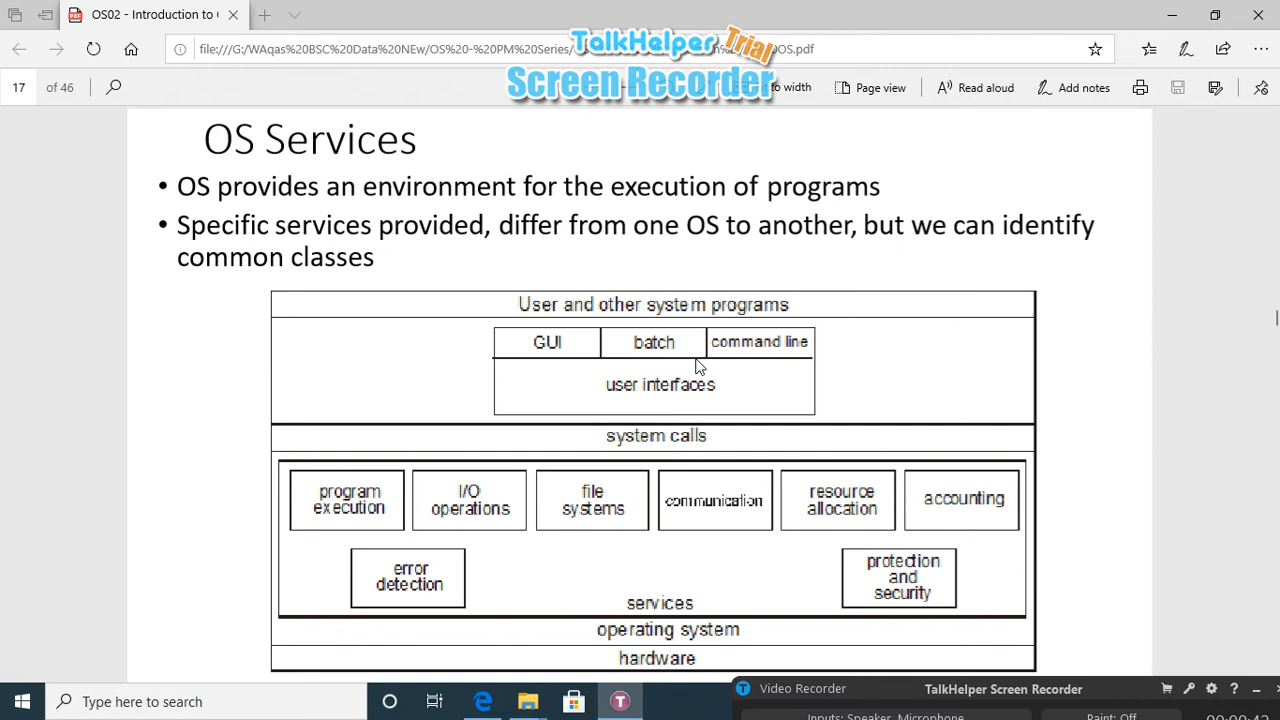 OS02 - Introduction to
file:///G:/WAqas%20BSC%20Data%20NEw/OS%20-%20PM%20Series/
OS.pdf
TalkHelper Trial
Screen Recorder
17 of 46
to width
Page view
Read aloud
Add notes
OS Services
• OS provides an environment for the execution of programs
• Specific services provided, differ from one OS to another, but we can identify
common classes
User and other system programs
GUI batch command line
user interfaces
system calls
program execution
I/O operations
file systems
communication
resource allocation
accounting
error detection
protection and security
services
operating system
hardware
Type here to search
Video Recorder
TalkHelper Screen Recorder
Inputs: Speaker, Microphone
Paint: Off